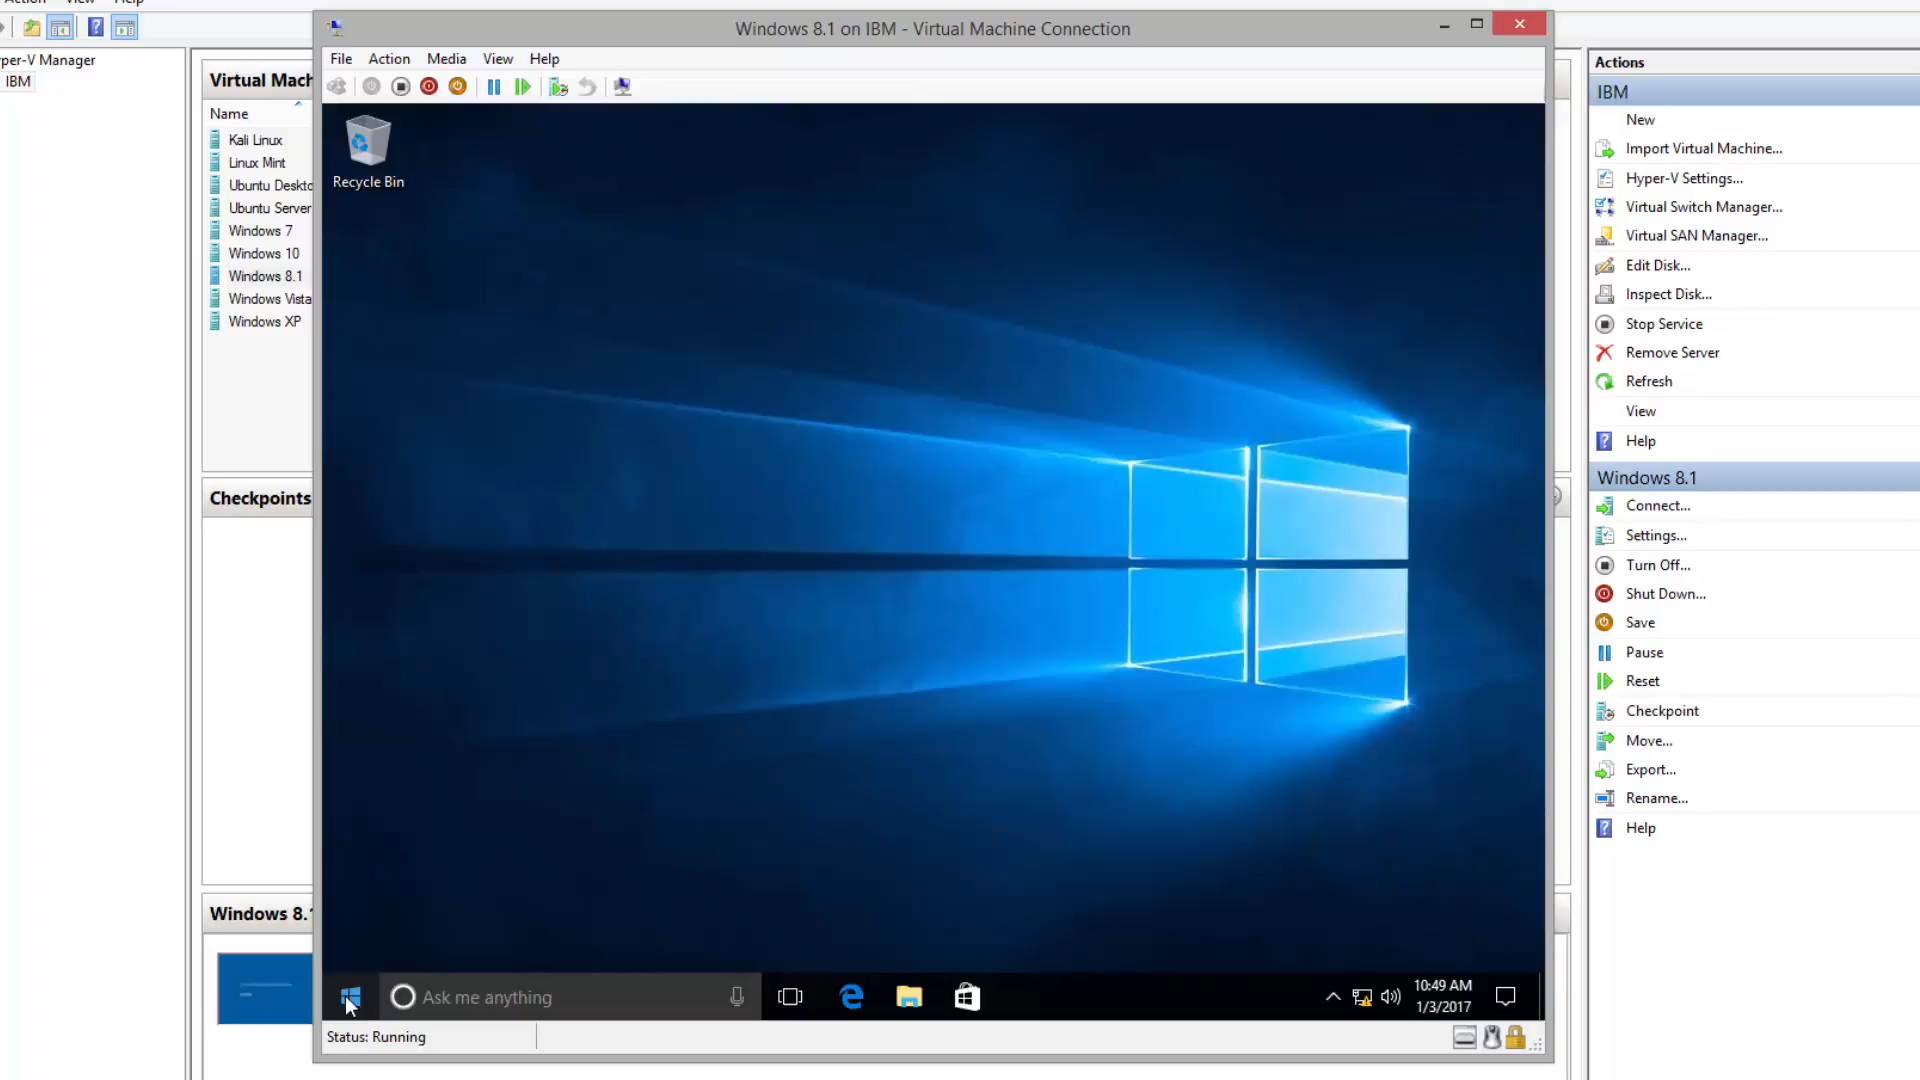 Action View Help
per-V Manager
IBM
Virtual Mach
Name
Kali Linux
Linux Mint
Ubuntu Deskto
Ubuntu Server
Windows 7
Windows 10
Windows 8.1
Windows Vista
Windows XP
Checkpoints
Windows 8.1
Windows 8.1 on IBM - Virtual Machine Connection
File Action Media View Help
Recycle Bin
Ask me anything
10:49 AM
1/3/2017
Status: Running
Actions
IBM
New
Import Virtual Machine...
Hyper-V Settings...
Virtual Switch Manager...
Virtual SAN Manager...
Edit Disk...
Inspect Disk...
Stop Service
Remove Server
Refresh
View
Help
Windows 8.1
Connect...
Settings...
Turn Off...
Shut Down...
Save
Pause
Reset
Checkpoint
Move...
Export...
Rename...
Help